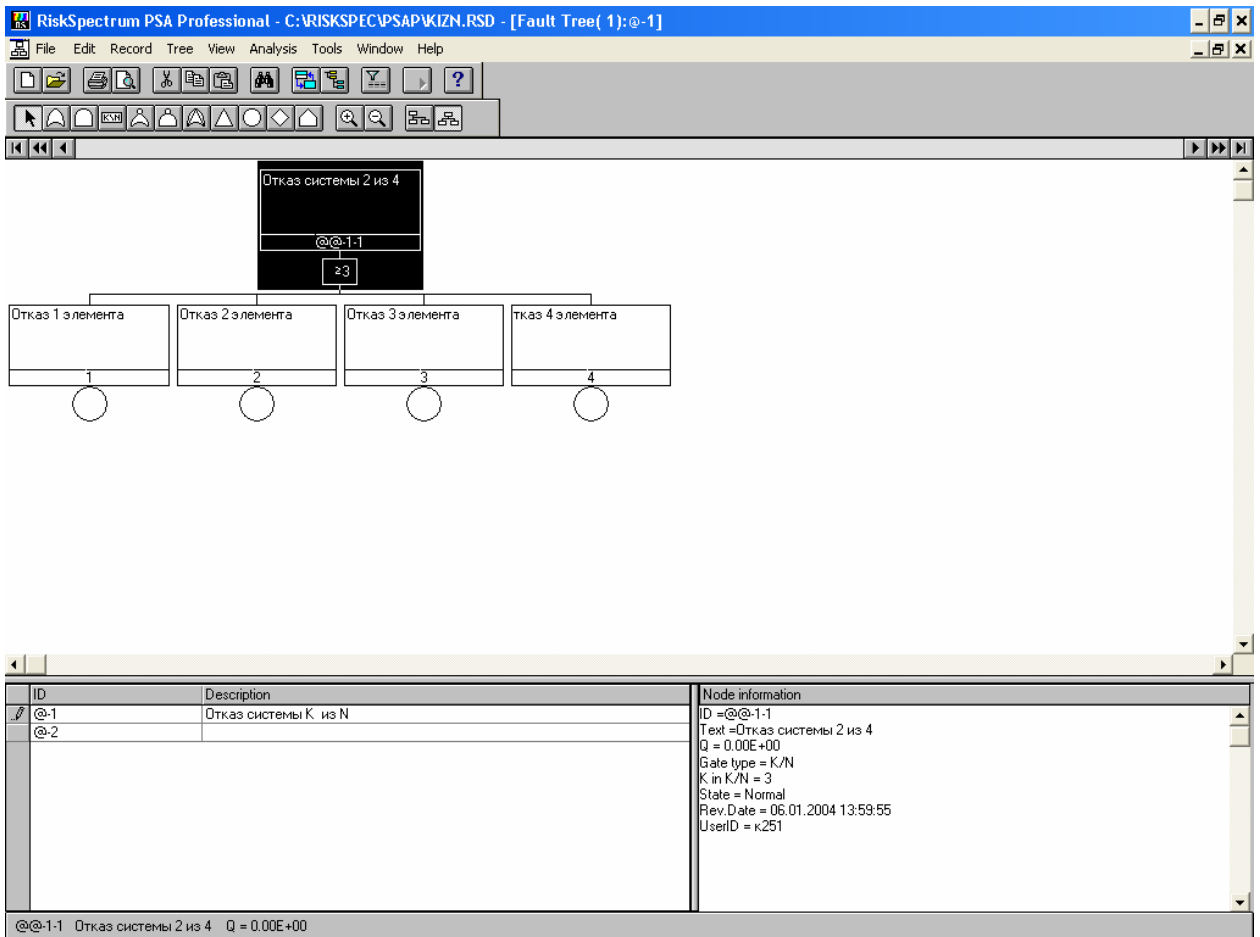 RiskSpectrum PSA Professional - C:\RISKSPEC\PSAP\KIZN.RSD - [Fault Tree( 1):@-1]
File Edit Record Tree View Analysis Tools Window Help
K\N
Отказ системы 2 из 4
@@-1-1
≥3
Отказ 1 элемента
Отказ 2 элемента
Отказ 3 элемента
тказ 4 элемента
1
2
3
4
ID Description
@-1 Отказ системы K из N
@-2
Node information
ID =@@-1-1
Text =Отказ системы 2 из 4
Q = 0.00E+00
Gate type = K/N
K in K/N = 3
State = Normal
Rev.Date = 06.01.2004 13:59:55
UserID = к251
@@-1-1 Отказ системы 2 из 4 Q = 0.00E+00